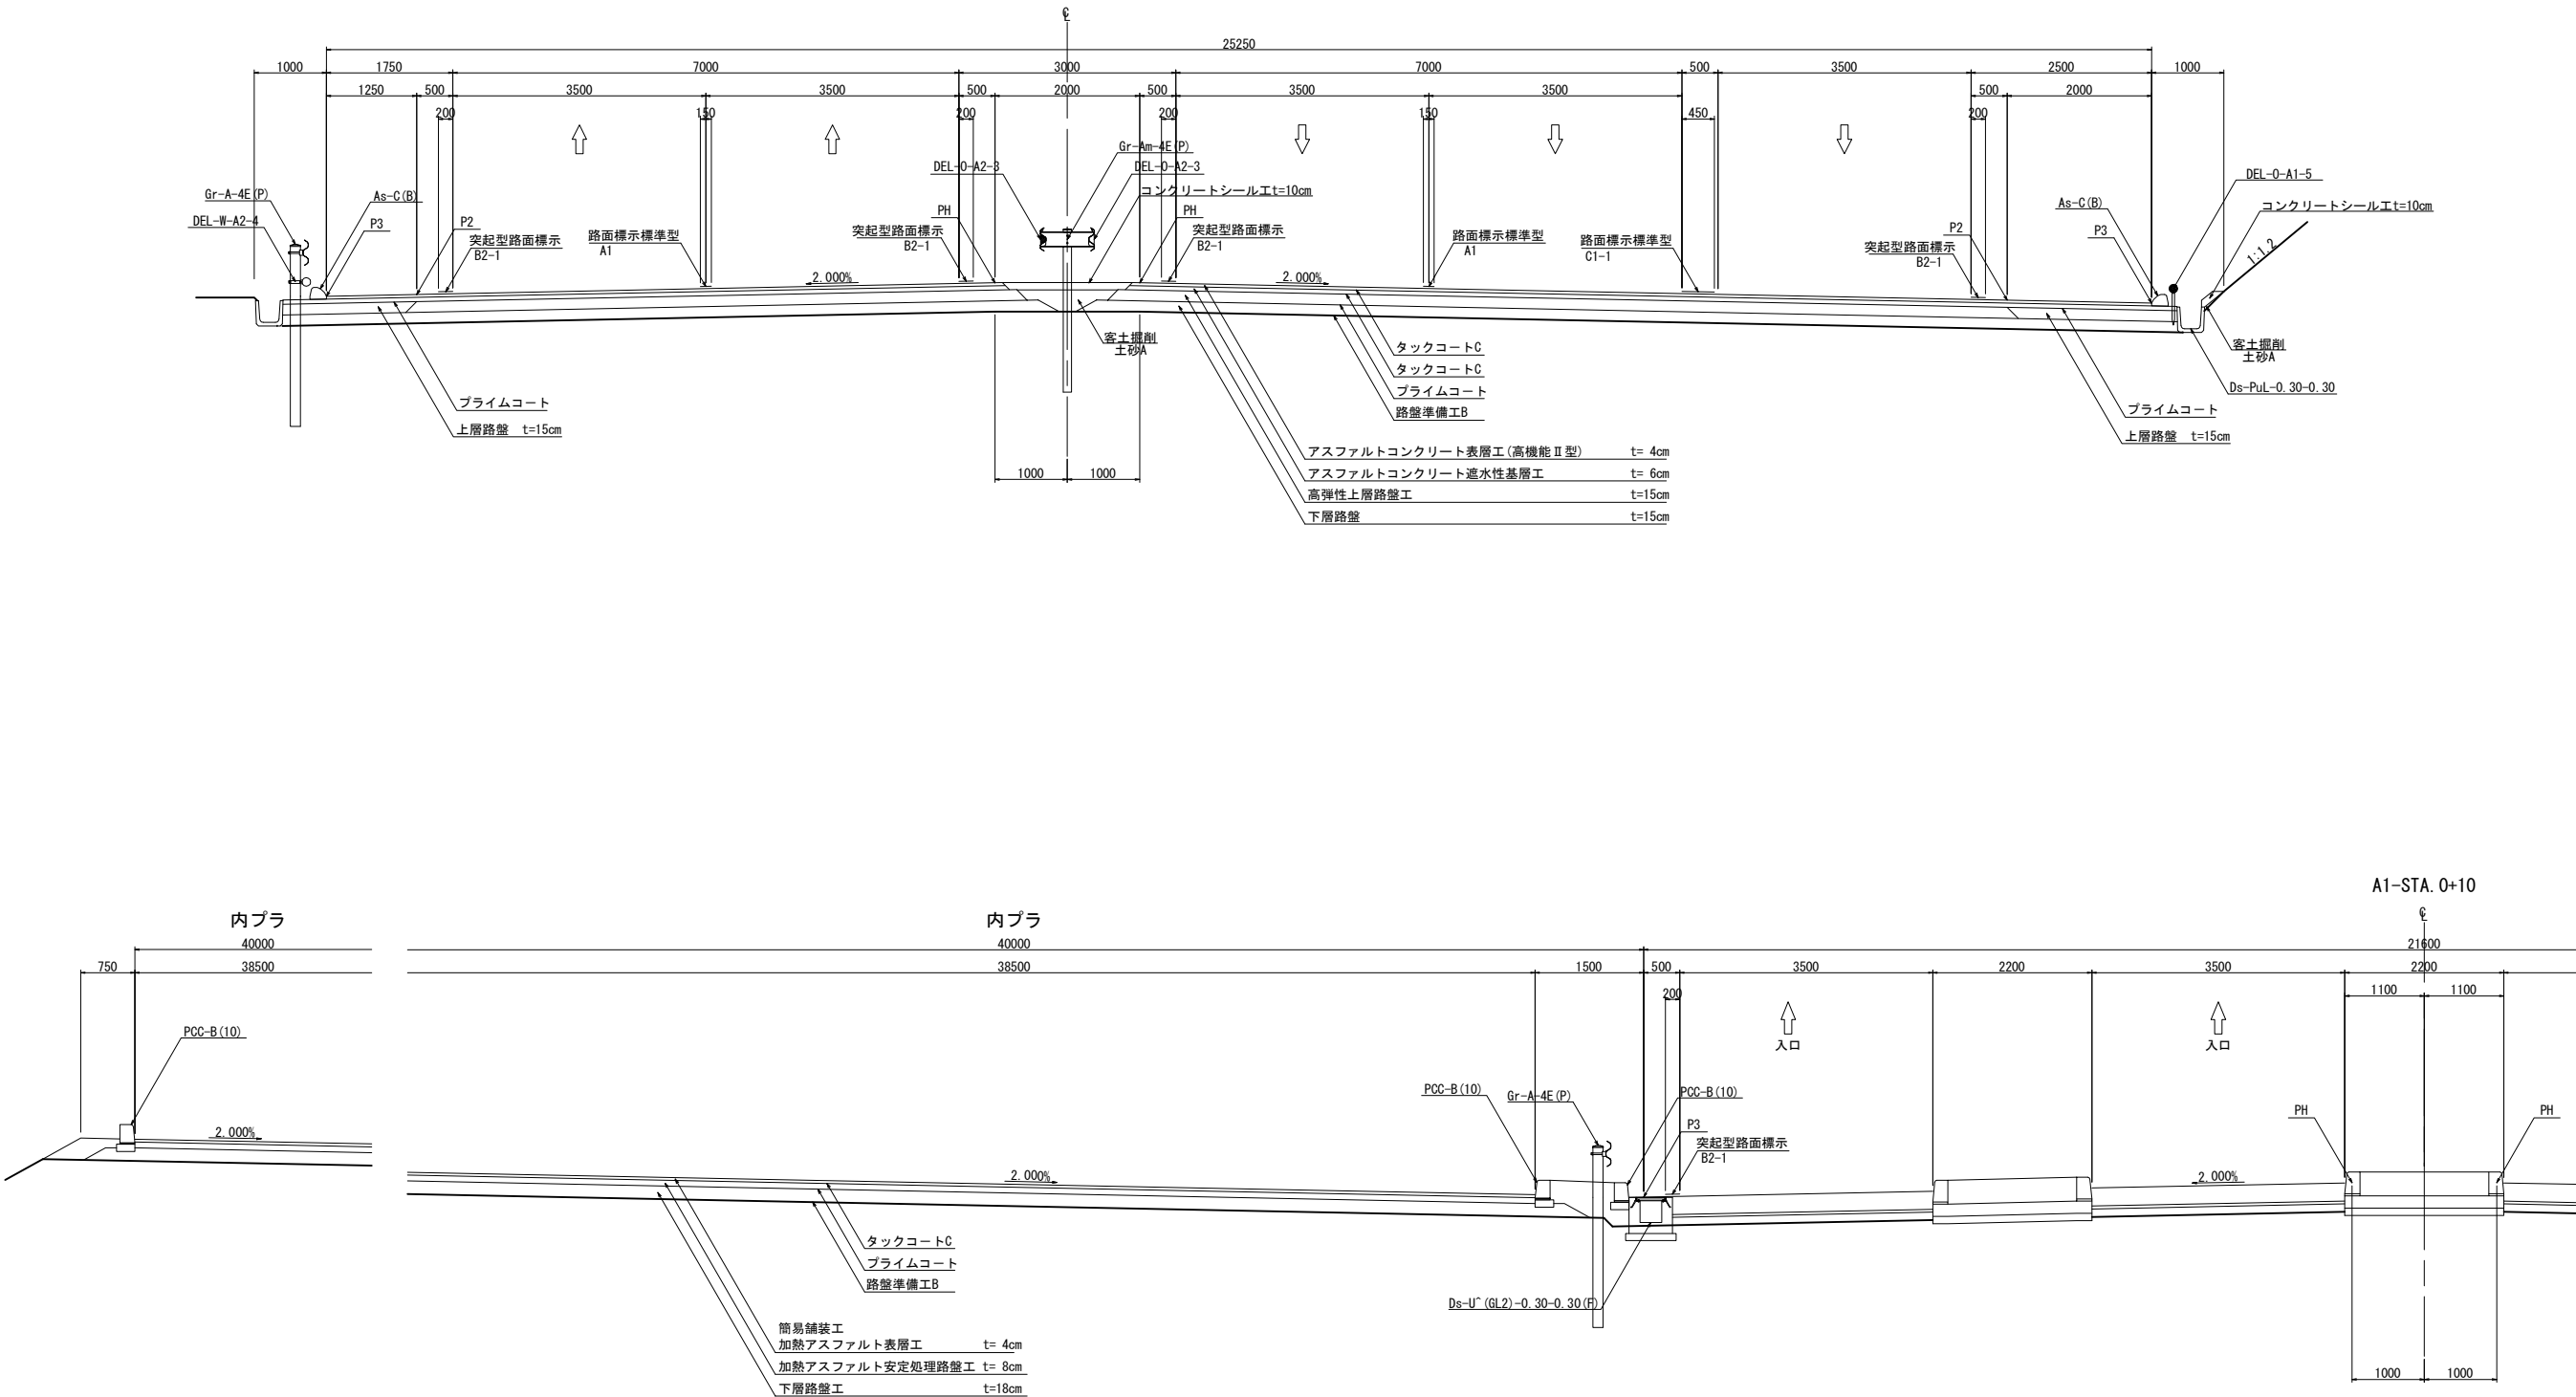 ℄
25250
1000 1750 7000 3000 7000 500 3500 2500 1000
1250 500 3500 3500 500 2000 500 3500 3500 500 2000
200 150 200 200 150 450 200
Gr-Am-4E(P)
DEL-O-A2-3 DEL-O-A2-3
DEL-O-A1-5
Gr-A-4E(P) As-C(B) コンクリートシール工t=10cm As-C(B) コンクリートシール工t=10cm
DEL-W-A2-4 P3 P2 PH PH P2 P3
突起型路面標示
B2-1
路面標示標準型
A1
突起型路面標示
B2-1
突起型路面標示
B2-1
路面標示標準型
A1
路面標示標準型
C1-1
突起型路面標示
B2-1
1:1.2
2.000% 2.000%
客土掘削
土砂A
客土掘削
土砂A
タックコートC
タックコートC
プライムコート
路盤準備工B
Ds-PuL-0.30-0.30
プライムコート
上層路盤 t=15cm
プライムコート
上層路盤 t=15cm
アスファルトコンクリート表層工(高機能Ⅱ型) t= 4cm
アスファルトコンクリート遮水性基層工 t= 6cm
高弾性上層路盤工 t=15cm
下層路盤 t=15cm
1000 1000
A1-STA.0+10
内プラ 内プラ
℄
40000 40000 21600
750 38500 38500 1500 500 3500 2200 3500 2200
200 1100 1100
入口 入口
PCC-B(10)
PCC-B(10) Gr-A-4E(P) PCC-B(10)
P3 PH PH
突起型路面標示
B2-1
2.000% 2.000% 2.000%
タックコートC
プライムコート
路盤準備工B
Ds-U^(GL2)-0.30-0.30(F)
簡易舗装工
加熱アスファルト表層工 t= 4cm
加熱アスファルト安定処理路盤工 t= 8cm
下層路盤工 t=18cm
1000 1000